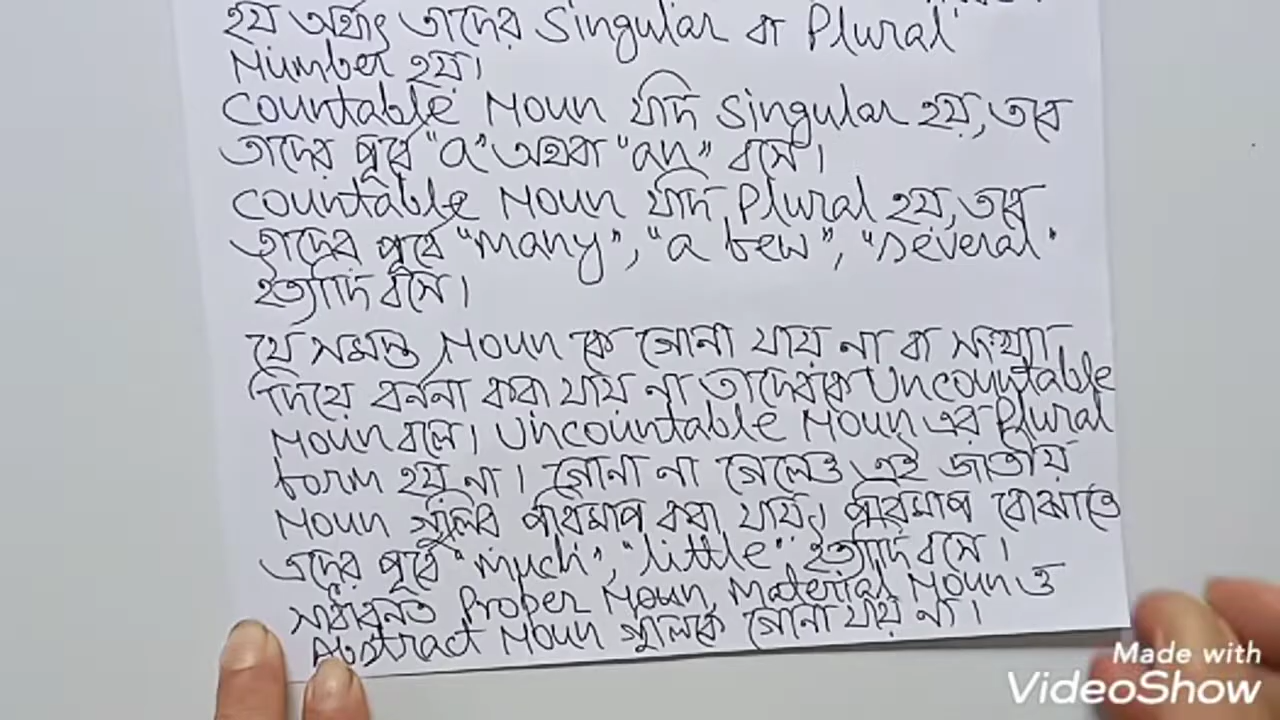 হয় অর্থাৎ তাদের Singular বা Plural
Number হয়।
Countable Noun যদি Singular হয়, তবে
তাদের পূর্বে "a" অথবা "an" বসে।
Countable Noun যদি Plural হয়, তবে
তাদের পূর্বে "many", "a few", "several"
ইত্যাদি বসে।
যে সমস্ত Noun কে গোনা যায় না বা সংখ্যা
দিয়ে বর্ননা করা যায় না তাদেরকে Uncountable
Noun বলে। Uncountable Noun এর Plural
form হয় না। গোনা না গেলেও এই জাতীয়
Noun গুলির পরিমাপ করা যায়। পরিমাপ বোঝাতে
এদের পূর্বে "much", "little" ইত্যাদি বসে।
সাধারনত Proper Noun, Material Noun ও
Abstract Noun গুলিকে গোনা যায় না।
Made with
VideoShow